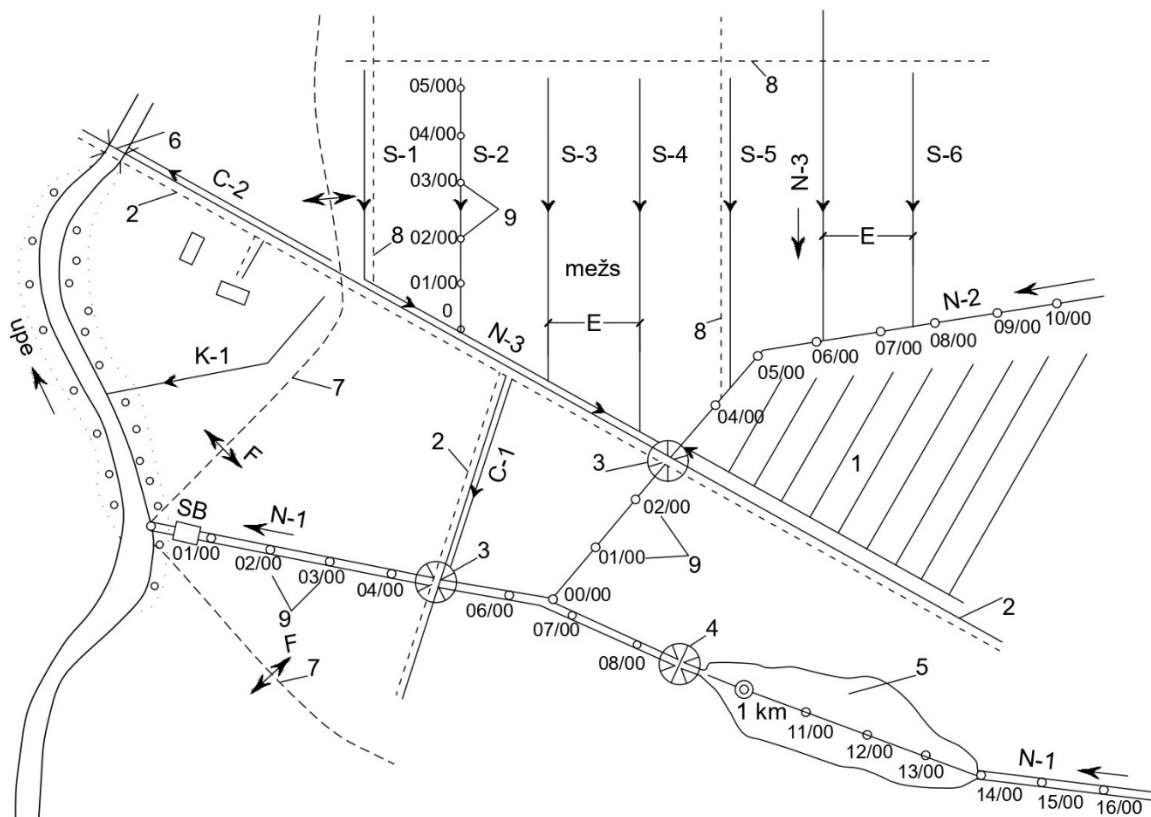 05/00
8
6
04/00
S-1
S-2
S-3
S-4
S-5
S-6
N-3
C-2
2
03/00
9
8
02/00
E
mežs
01/00
0
E
N-3
N-2
10/00
09/00
08/00
07/00
06/00
05/00
8
04/00
upe
K-1
7
2
C-1
3
1
F
02/00
SB
N-1
01/00
02/00
03/00
04/00
3
01/00
9
9
06/00
00/00
07/00
2
4
08/00
F
7
5
1 km
11/00
12/00
13/00
N-1
14/00
15/00
16/00